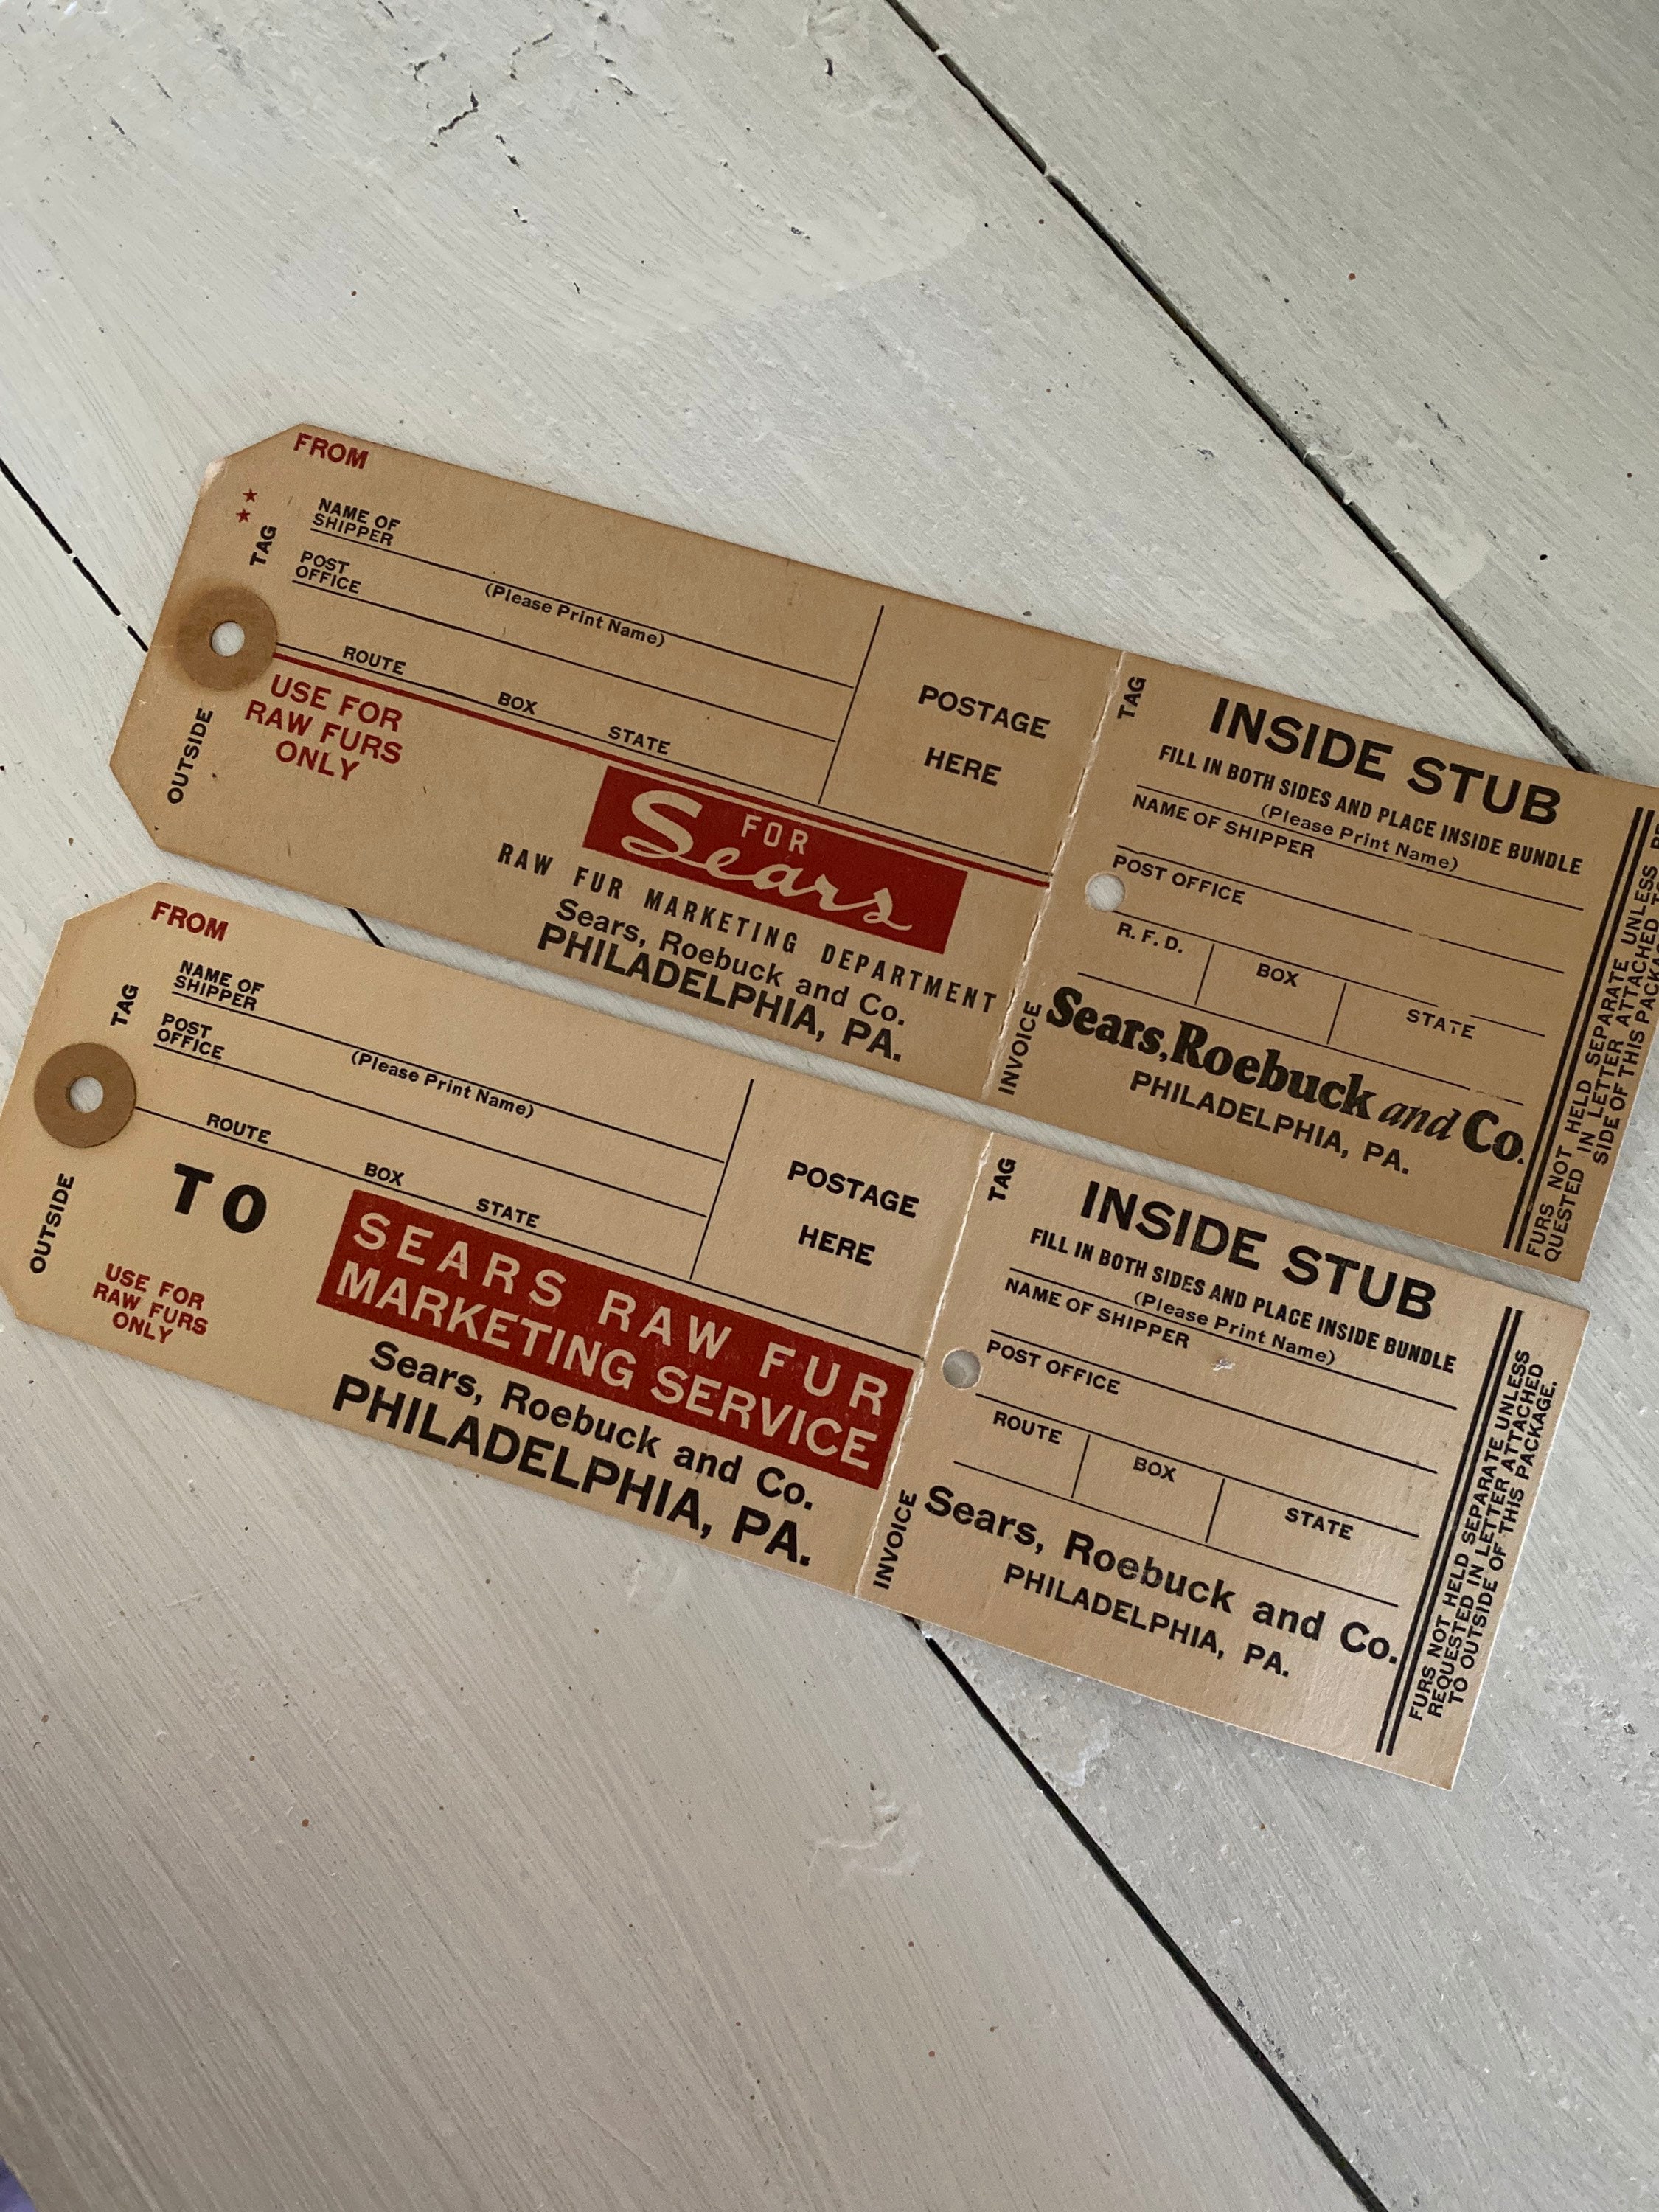 FROM
★ ★
TAG
OUTSIDE
NAME OF
SHIPPER
(Please Print Name)
POST
OFFICE
ROUTE
BOX
STATE
POSTAGE
HERE
USE FOR
RAW FURS
ONLY
FOR
Sears
RAW FUR MARKETING DEPARTMENT
Sears, Roebuck and Co.
PHILADELPHIA, PA.
TAG
INVOICE
INSIDE STUB
FILL IN BOTH SIDES AND PLACE INSIDE BUNDLE
(Please Print Name)
NAME OF SHIPPER
POST OFFICE
R. F. D.
BOX
STATE
Sears, Roebuck and Co.
PHILADELPHIA, PA.
FURS NOT HELD SEPARATE UNLESS
QUESTED IN LETTER ATTACHED
SIDE OF THIS
FROM
TAG
OUTSIDE
NAME OF
SHIPPER
(Please Print Name)
POST
OFFICE
ROUTE
BOX
STATE
POSTAGE
HERE
TO
USE FOR
RAW FURS
ONLY
SEARS RAW FUR
MARKETING SERVICE
Sears, Roebuck and Co.
PHILADELPHIA, PA.
TAG
INVOICE
INSIDE STUB
FILL IN BOTH SIDES AND PLACE INSIDE BUNDLE
(Please Print Name)
NAME OF SHIPPER
POST OFFICE
ROUTE
BOX
STATE
Sears, Roebuck and Co.
PHILADELPHIA, PA.
FURS NOT HELD SEPARATE UNLESS
REQUESTED IN LETTER ATTACHED
TO OUTSIDE OF THIS PACKAGE.